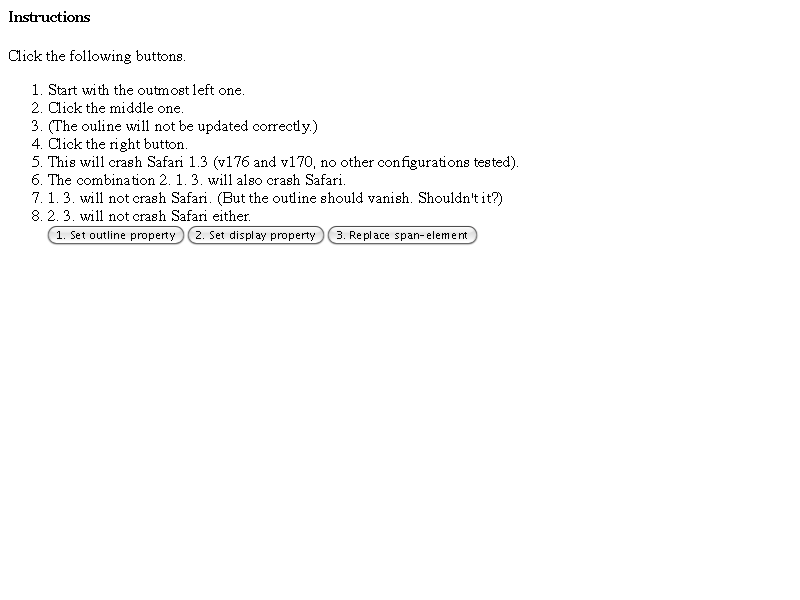 Instructions
Click the following buttons.
1. Start with the outmost left one.
2. Click the middle one.
3. (The ouline will not be updated correctly.)
4. Click the right button.
5. This will crash Safari 1.3 (v176 and v170, no other configurations tested).
6. The combination 2. 1. 3. will also crash Safari.
7. 1. 3. will not crash Safari. (But the outline should vanish. Shouldn't it?)
8. 2. 3. will not crash Safari either.
1. Set outline property 2. Set display property 3. Replace span-element